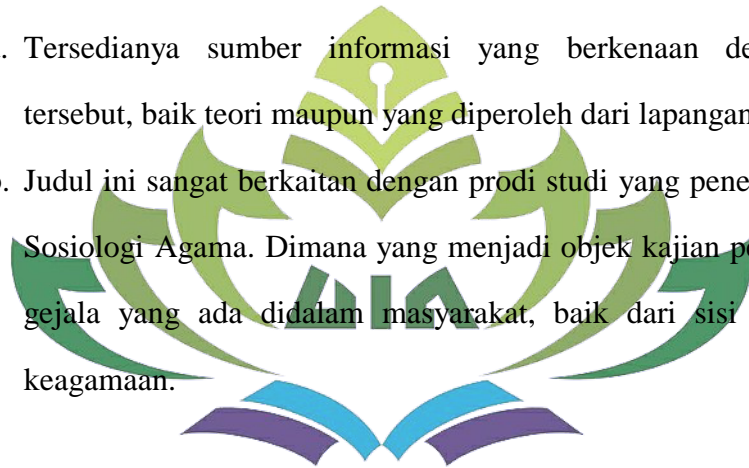 . Tersedianya sumber informasi yang berkenaan de
tersebut, baik teori maupun yang diperoleh dari lapangan
. Judul ini sangat berkaitan dengan prodi studi yang pene
Sosiologi Agama. Dimana yang menjadi objek kajian pe
gejala yang ada didalam masyarakat, baik dari sisi
UIN
keagamaan.